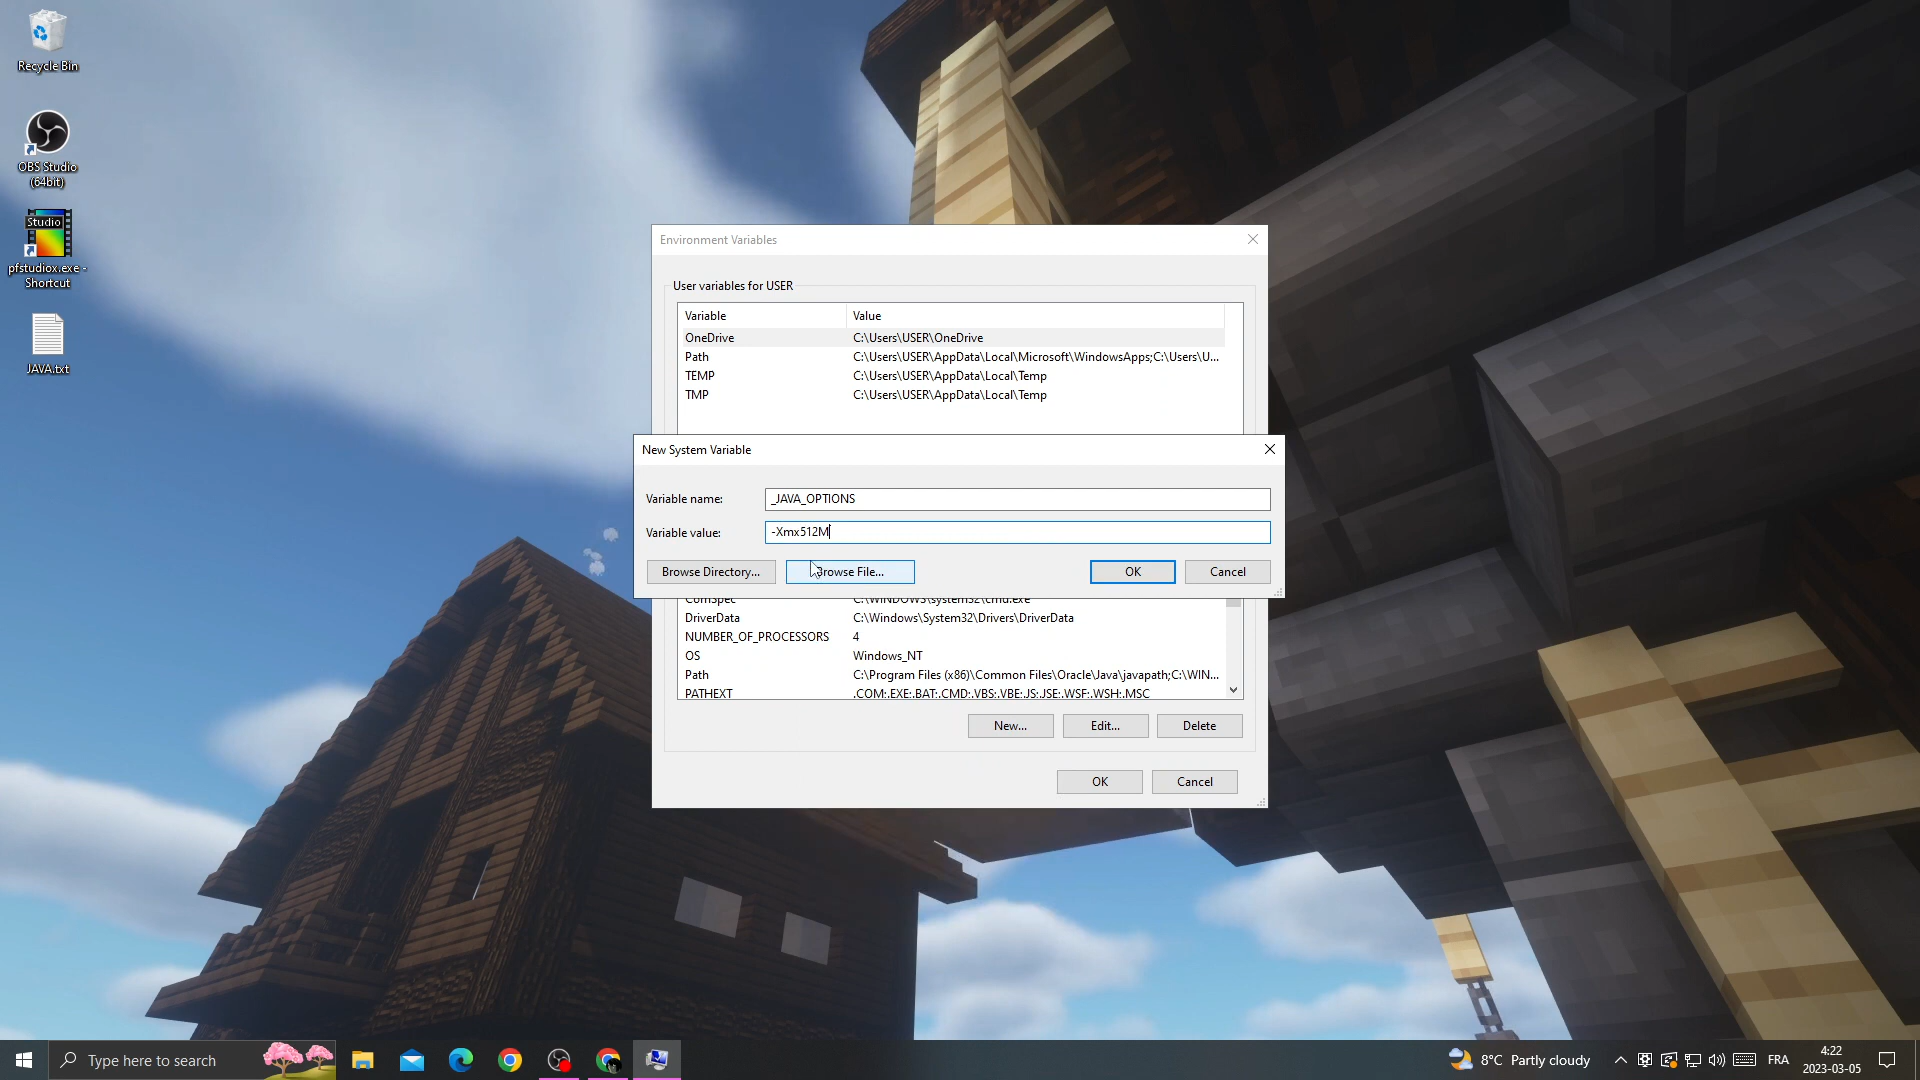 Recycle Bin
OBS Studio
(64bit)
Studio
pfstudiox.exe -
Shortcut
JAVA.txt
Environment Variables
User variables for USER
Variable Value
OneDrive C:\Users\USER\OneDrive
Path C:\Users\USER\AppData\Local\Microsoft\WindowsApps;C:\Users\U...
TEMP C:\Users\USER\AppData\Local\Temp
TMP C:\Users\USER\AppData\Local\Temp
New System Variable
Variable name: _JAVA_OPTIONS
Variable value: -Xmx512M
Browse Directory... Browse File... OK Cancel
ComSpec C:\WINDOWS\system32\cmd.exe
DriverData C:\Windows\System32\Drivers\DriverData
NUMBER_OF_PROCESSORS 4
OS Windows_NT
Path C:\Program Files (x86)\Common Files\Oracle\Java\javapath;C:\WIN...
PATHEXT .COM;.EXE;.BAT;.CMD;.VBS;.VBE;.JS;.JSE;.WSF;.WSH;.MSC
New... Edit... Delete
OK Cancel
Type here to search
8°C Partly cloudy
FRA
4:22
2023-03-05